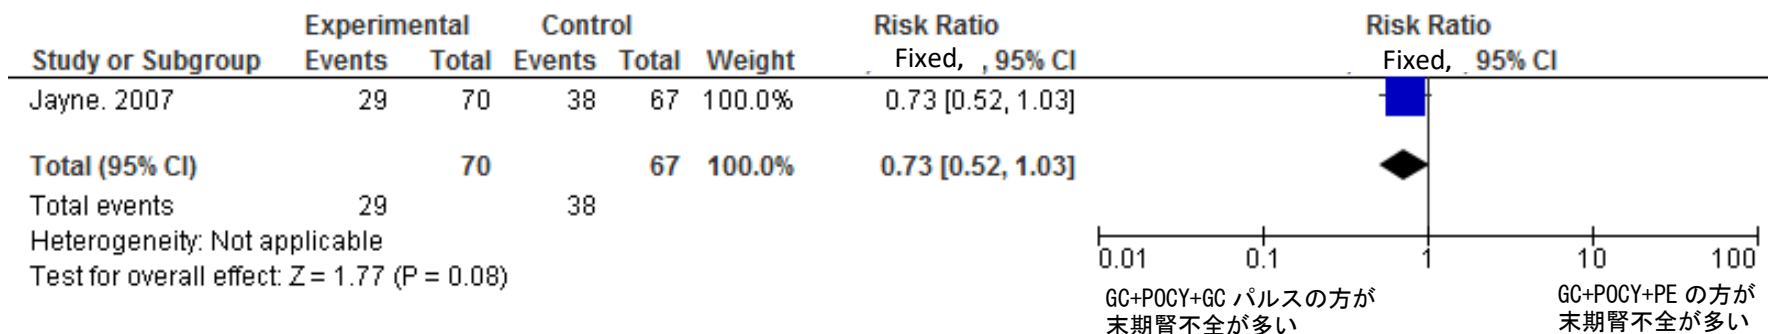 Experimental Control Risk Ratio Risk Ratio
Study or Subgroup Events Total Events Total Weight Fixed, , 95% CI Fixed, , 95% CI
Jayne. 2007 29 70 38 67 100.0% 0.73 [0.52, 1.03]
Total (95% CI) 70 67 100.0% 0.73 [0.52, 1.03]
Total events 29 38
Heterogeneity: Not applicable
Test for overall effect: Z = 1.77 (P = 0.08)
0.01 0.1 1 10 100
GC+POCY+GC パルスの方が
末期腎不全が多い
GC+POCY+PE の方が
末期腎不全が多い